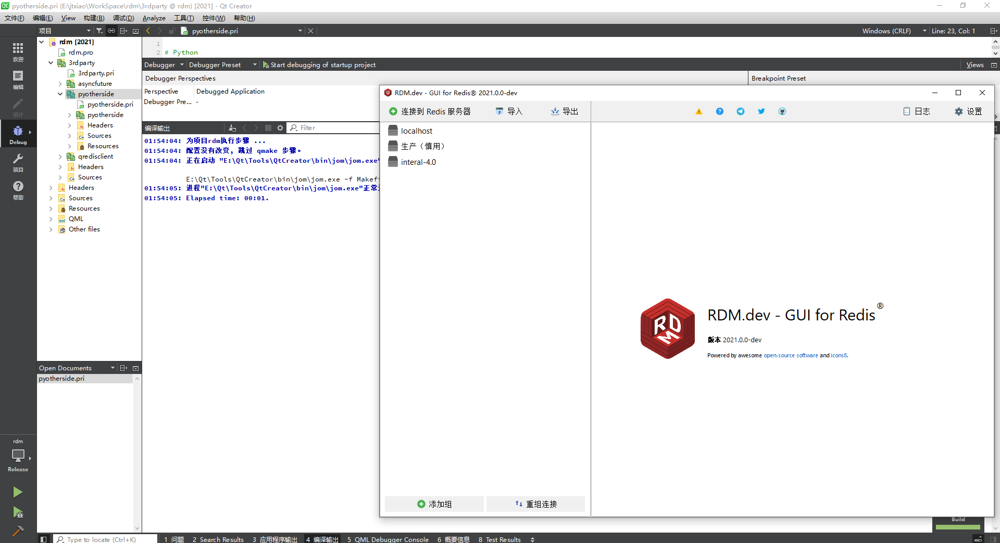 pyotherside.pri (E:\jtxiao\WorkSpace\rdm\3rdparty @ rdm) [2021] - Qt Creator
文件(F) 编辑(E) View 构建(B) 调试(D) Analyze 工具(T) 控件(W) 帮助(H)
项目 pyotherside.pri Windows (CRLF) Line: 23, Col: 1
欢迎
编辑
设计
Debug
项目
帮助
rdm
Release
rdm [2021]
rdm.pro
3rdparty
3rdparty.pri
asyncfuture
pyotherside
pyotherside.pri
pyotherside
Headers
Sources
Resources
qredisclient
Headers
Sources
Headers
Sources
Resources
QML
Other files
Open Documents
pyotherside.pri
1
2 # Python
Debugger Debugger Preset Start debugging of startup project Views
Debugger Perspectives Breakpoint Preset
Perspective Debugged Application
Debugger Pre... -
编译输出 Filter
01:54:04: 为项目rdm执行步骤 ...
01:54:04: 配置没有改变, 跳过 qmake 步骤。
01:54:04: 正在启动 "E:\Qt\Tools\QtCreator\bin\jom\jom.exe"
E:\Qt\Tools\QtCreator\bin\jom\jom.exe -f Makef
01:54:05: 进程"E:\Qt\Tools\QtCreator\bin\jom\jom.exe"正常
01:54:05: Elapsed time: 00:01.
RDM.dev - GUI for Redis® 2021.0.0-dev
连接到 Redis 服务器 导入 导出 日志 设置
localhost
生产（慎用）
interal-4.0
RDM
RDM.dev - GUI for Redis®
版本 2021.0.0-dev
Powered by awesome open-source software and icons8.
添加组 重组连接
Build
Type to locate (Ctrl+K) 1 问题 2 Search Results 3 应用程序输出 4 编译输出 5 QML Debugger Console 6 概要信息 8 Test Results